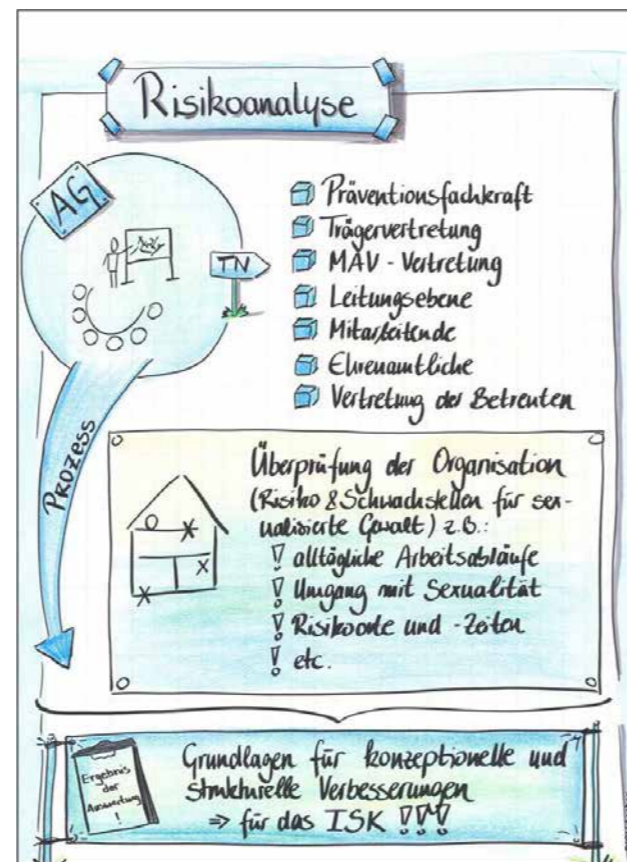 Risikoanalyse
AG
TN
Präventionsfachkraft
Trägervertretung
MAV - Vertretung
Leitungsebene
Mitarbeitende
Ehrenamtliche
Vertretung der Betreuten
Prozess
Überprüfung der Organisation
(Risiko & Schwachstellen für sex-
ualisierte Gewalt) z.B.:
! alltägliche Arbeitsabläufe
! Umgang mit Sexualität
! Risikoorte und -Zeiten
! etc.
Ergebnis
der
Auswertung
!
Grundlagen für konzeptionelle und
strukturelle Verbesserungen
⇒ für das ISK !!!